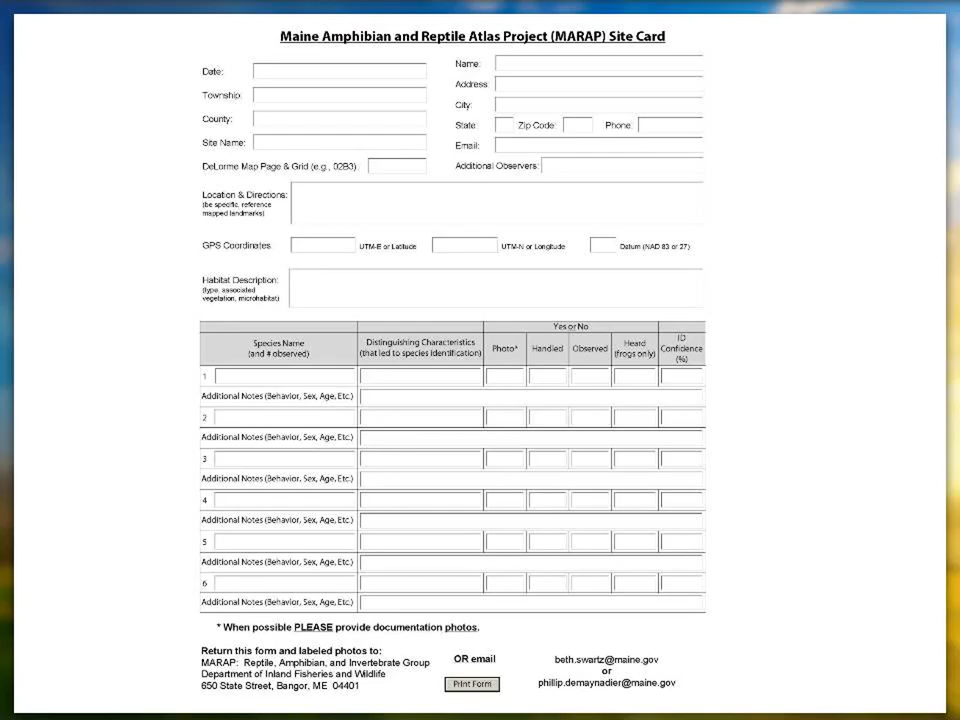 Maine Amphibian and Reptile Atlas Project (MARAP) Site Card
Date:
Township:
County:
Site Name:
DeLorme Map Page & Grid (e.g., 02B3)
Name:
Address:
City:
State: Zip Code: Phone:
Email:
Additional Observers:
Location & Directions:
(be specific, reference
mapped landmarks)
GPS Coordinates UTM-E or Latitude UTM-N or Longitude Datum (NAD 83 or 27)
Habitat Description:
(type, associated
vegetation, microhabitat)
Yes or No
Species Name
(and # observed)
Distinguishing Characteristics
(that led to species identification)
Photo*
Handled
Observed
Heard
(frogs only)
ID
Confidence
(%)
1
Additional Notes (Behavior, Sex, Age, Etc.)
2
Additional Notes (Behavior, Sex, Age, Etc.)
3
Additional Notes (Behavior, Sex, Age, Etc.)
4
Additional Notes (Behavior, Sex, Age, Etc.)
5
Additional Notes (Behavior, Sex, Age, Etc.)
6
Additional Notes (Behavior, Sex, Age, Etc.)
* When possible PLEASE provide documentation photos.
Return this form and labeled photos to:
MARAP: Reptile, Amphibian, and Invertebrate Group
Department of Inland Fisheries and Wildlife
650 State Street, Bangor, ME 04401
OR email
Print Form
beth.swartz@maine.gov
or
phillip.demaynadier@maine.gov